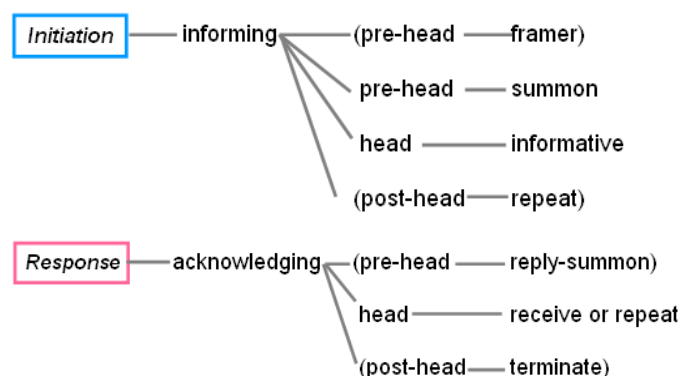 Initiation informing (pre-head framer)
pre-head summon
head informative
(post-head repeat)
Response acknowledging (pre-head reply-summon)
head receive or repeat
(post-head terminate)